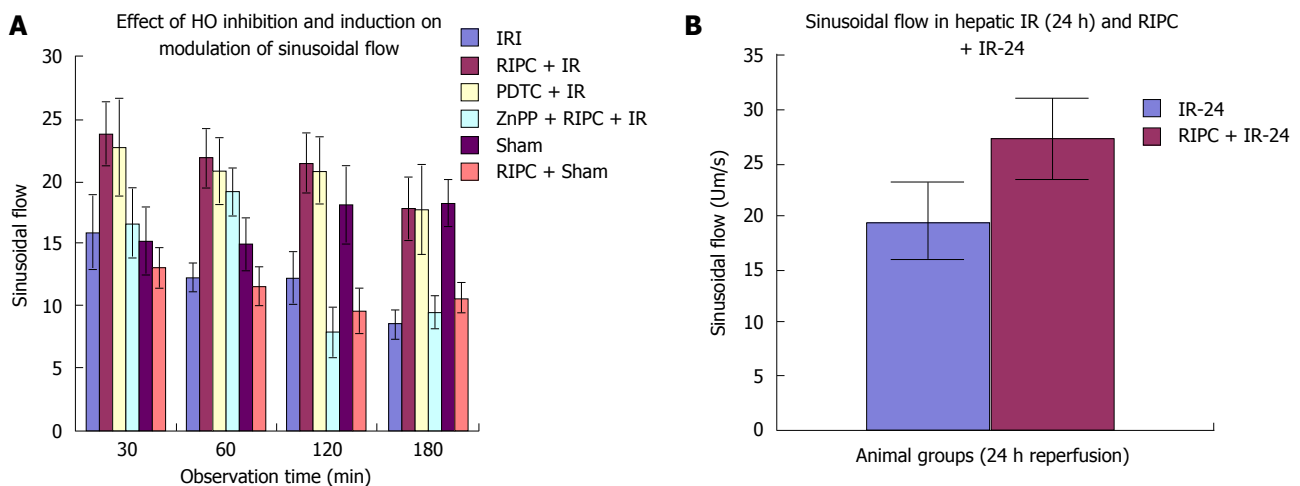 A
Effect of HO inhibition and induction on
modulation of sinusoidal flow
IRI
RIPC + IR
PDTC + IR
ZnPP + RIPC + IR
Sham
RIPC + Sham
30
25
20
15
10
5
0
Sinusoidal flow
30 60 120 180
Observation time (min)
B
Sinusoidal flow in hepatic IR (24 h) and RIPC
+ IR-24
IR-24
RIPC + IR-24
35
30
25
20
15
10
5
0
Sinusoidal flow (Um/s)
Animal groups (24 h reperfusion)